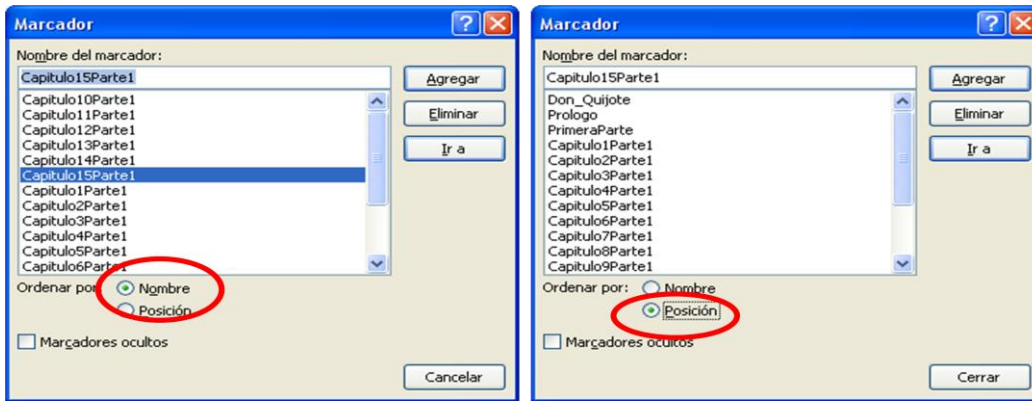 Marcador
Nombre del marcador:
Capitulo15Parte1
Agregar
Capitulo10Parte1
Capitulo11Parte1
Capitulo12Parte1
Capitulo13Parte1
Capitulo14Parte1
Capitulo15Parte1
Capitulo1Parte1
Capitulo2Parte1
Capitulo3Parte1
Capitulo4Parte1
Capitulo5Parte1
Capitulo6Parte1
Eliminar
Ir a
Ordenar por:
Nombre
Posición
Marcadores ocultos
Cancelar
Marcador
Nombre del marcador:
Capitulo15Parte1
Agregar
Don_Quijote
Prologo
PrimeraParte
Capitulo1Parte1
Capitulo2Parte1
Capitulo3Parte1
Capitulo4Parte1
Capitulo5Parte1
Capitulo6Parte1
Capitulo7Parte1
Capitulo8Parte1
Capitulo9Parte1
Eliminar
Ir a
Ordenar por:
Nombre
Posición
Marcadores ocultos
Cerrar